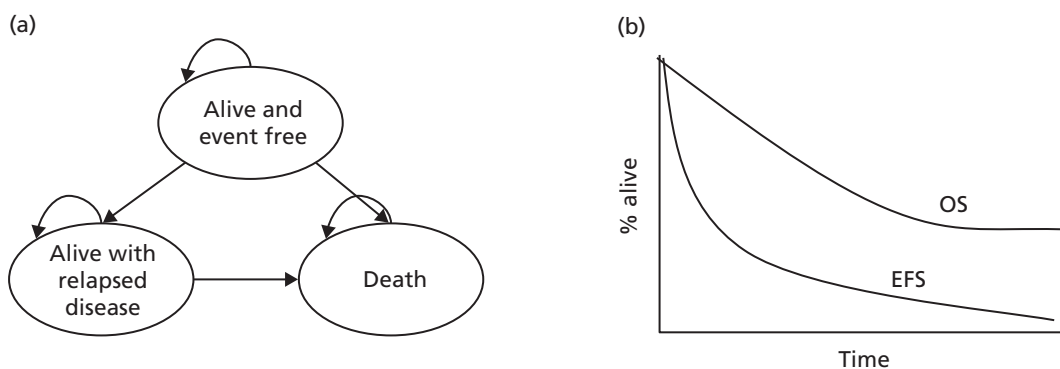 (a)
Alive and
event free
Alive with
relapsed
disease
Death
(b)
% alive
OS
EFS
Time